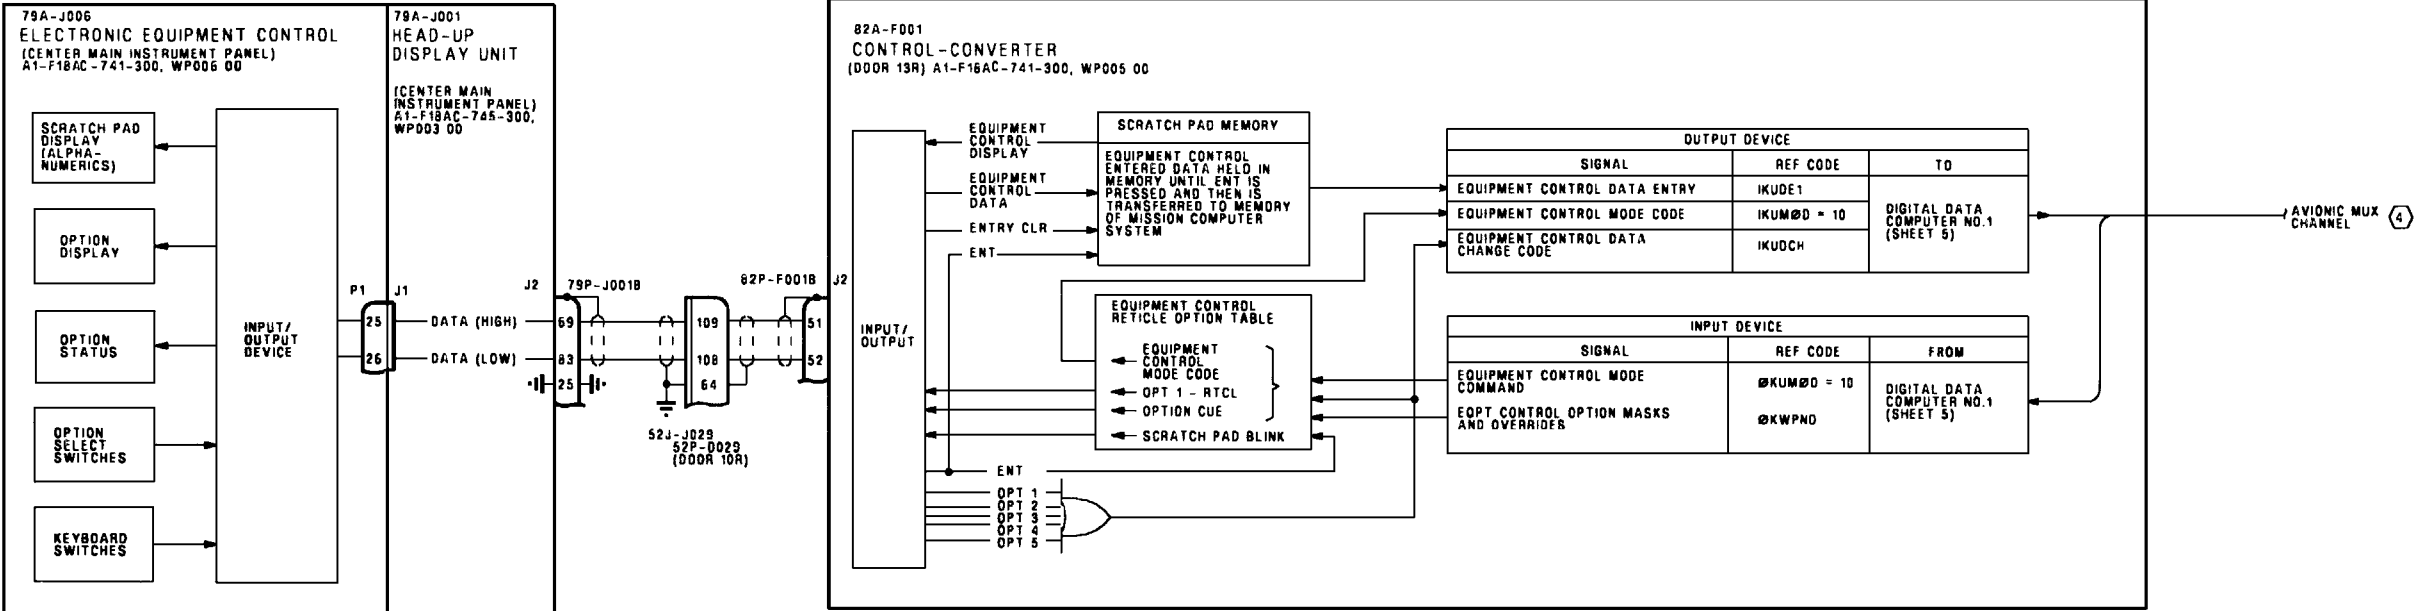 79A-J006
ELECTRONIC EQUIPMENT CONTROL
(CENTER MAIN INSTRUMENT PANEL)
A1-F18AC-741-300, WP006 00
SCRATCH PAD
DISPLAY
(ALPHA-
NUMERICS)
OPTION
DISPLAY
OPTION
STATUS
OPTION
SELECT
SWITCHES
KEYBOARD
SWITCHES
INPUT/
OUTPUT
DEVICE
P1
J1
25
26
79A-J001
HEAD-UP
DISPLAY UNIT
(CENTER MAIN
INSTRUMENT PANEL)
A1-F18AC-745-300,
WP003 00
DATA (HIGH)
DATA (LOW)
J2
79P-J001B
69
83
25
109
108
64
52J-J029
52P-D029
(DOOR 10R)
82P-F001B
J2
51
52
82A-F001
CONTROL-CONVERTER
(DOOR 13R) A1-F18AC-741-300, WP005 00
INPUT/
OUTPUT
EQUIPMENT
CONTROL
DISPLAY
EQUIPMENT
CONTROL
DATA
ENTRY CLR
ENT
SCRATCH PAD MEMORY
EQUIPMENT CONTROL
ENTERED DATA HELD IN
MEMORY UNTIL ENT IS
PRESSED AND THEN IS
TRANSFERRED TO MEMORY
OF MISSION COMPUTER
SYSTEM
EQUIPMENT CONTROL
RETICLE OPTION TABLE
EQUIPMENT
CONTROL
MODE CODE
OPT 1 - RTCL
OPTION CUE
SCRATCH PAD BLINK
ENT
OPT 1
OPT 2
OPT 3
OPT 4
OPT 5
OUTPUT DEVICE
SIGNAL REF CODE TO
EQUIPMENT CONTROL DATA ENTRY IKUDE1
EQUIPMENT CONTROL MODE CODE IKUMØD = 10
EQUIPMENT CONTROL DATA
CHANGE CODE
IKUDCH
DIGITAL DATA
COMPUTER NO.1
(SHEET 5)
INPUT DEVICE
SIGNAL REF CODE FROM
EQUIPMENT CONTROL MODE
COMMAND
ØKUMØD = 10
EQPT CONTROL OPTION MASKS
AND OVERRIDES
ØKWPND
DIGITAL DATA
COMPUTER NO.1
(SHEET 5)
AVIONIC MUX
CHANNEL
4